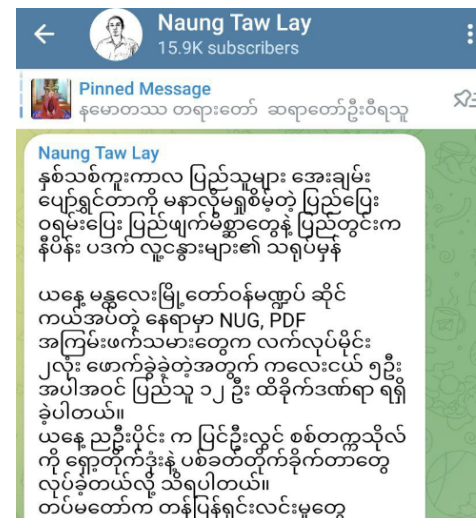 Naung Taw Lay
15.9K subscribers
Pinned Message
နမောတဿ တရားတော် ဆရာတော်ဦးဝီရသူ
Naung Taw Lay
နှစ်သစ်ကူးကာလ ပြည်သူများ အေးချမ်း
ပျော်ရွှင်တာကို မနာလိုမရှုစိမ့်တဲ့ ပြည်ပြေး
ဝရမ်းပြေး ပြည်ဖျက်မိစ္ဆာတွေနဲ့ ပြည်တွင်းက
နီပိန်း ပဒက် လူ့ငနွားများ၏ သရုပ်မှန်
ယနေ့ မန္တလေးမြို့တော်ဝန်မဏ္ဍပ် ဆိုင်
ကယ်အပ်တဲ့ နေရာမှာ NUG, PDF
အကြမ်းဖက်သမားတွေက လက်လုပ်မိုင်း
၂လုံး ဖောက်ခွဲခဲ့တဲ့အတွက် ကလေးငယ် ၅ဦး
အပါအဝင် ပြည်သူ ၁၂ ဦး ထိခိုက်ဒဏ်ရာ ရရှိ
ခဲ့ပါတယ်။
ယနေ့ ညဦးပိုင်း က ပြင်ဦးလွင် စစ်တက္ကသိုလ်
ကို ရှော့တိုက်ဒုံးနဲ့ ပစ်ခတ်တိုက်ခိုက်တာတွေ
လုပ်ခဲ့တယ်လို့ သိရပါတယ်။
တပ်မတော်က တန်ပြန်ရှင်းလင်းမှုတွေ